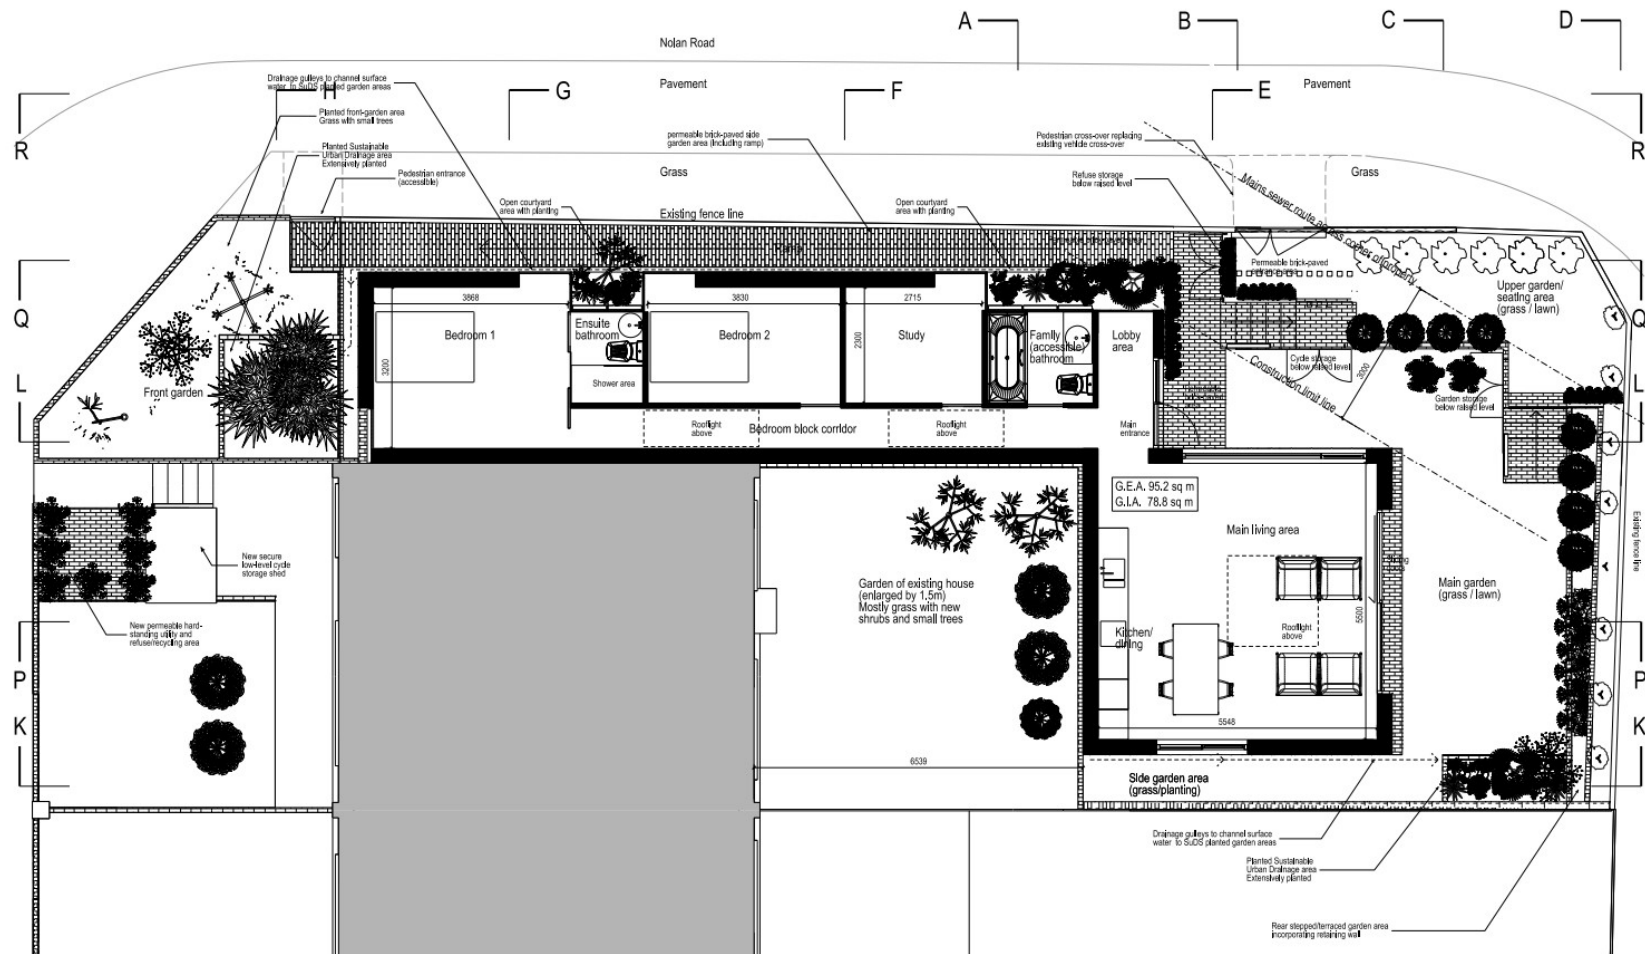 A
B
C
D
Nolan Road
Drainage gulleys to channel surface
water to SuDS planted garden areas
H
G
Pavement
F
E
Pavement
R
R
Planted front-garden area
Grass with small trees
Planted Sustainable
Urban Drainage area
Extensively planted
Pedestrian entrance
(accessible)
permeable brick-paved side
garden area (including ramp)
Pedestrian cross-over replacing
existing vehicle cross-over
Grass
Refuse storage
below raised level
Grass
Mains sewer route across corner of property
Open courtyard
area with planting
Existing fence line
Open courtyard
area with planting
Ramp
Permeable brick-paved
entrance area
Upper garden/
seating area
(grass / lawn)
Q
Q
3868
3830
2715
Bedroom 1
Ensuite
bathroom
Bedroom 2
Study
Family
(accessible)
bathroom
Lobby
area
3200
2300
Shower area
Cycle storage
below raised level
3000
Construction limit line
Front garden
L
L
Garden storage
below raised level
Rooflight
above
Bedroom block corridor
Rooflight
above
Main
entrance
G.E.A. 95.2 sq m
G.I.A. 78.8 sq m
Main living area
Existing fence line
New secure
low-level cycle
storage shed
Garden of existing house
(enlarged by 1.5m)
Mostly grass with new
shrubs and small trees
Main garden
(grass / lawn)
5500
New permeable hard-
standing utility and
refuse/recycling area
Kitchen/
dining
Rooflight
above
P
P
K
K
5548
6539
Side garden area
(grass/planting)
Drainage gulleys to channel surface
water to SuDS planted garden areas
Planted Sustainable
Urban Drainage area
Extensively planted
Rear stepped/terraced garden area
incorporating retaining wall